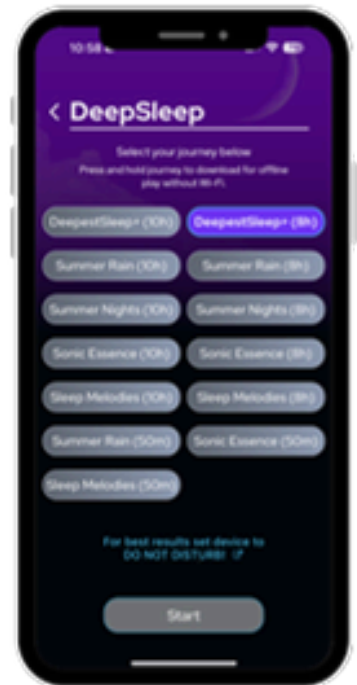 10:58
DeepSleep
Select your journey below
Press and hold journey to download for offline
play without Wi-Fi.
DeepestSleep+ (10h) DeepestSleep+ (8h)
Summer Rain (10h) Summer Rain (8h)
Summer Nights (10h) Summer Nights (8h)
Sonic Essence (10h) Sonic Essence (8h)
Sleep Melodies (10h) Sleep Melodies (8h)
Summer Rain (50m) Sonic Essence (50m)
Sleep Melodies (50m)
For best results set device to
DO NOT DISTURB!
Start